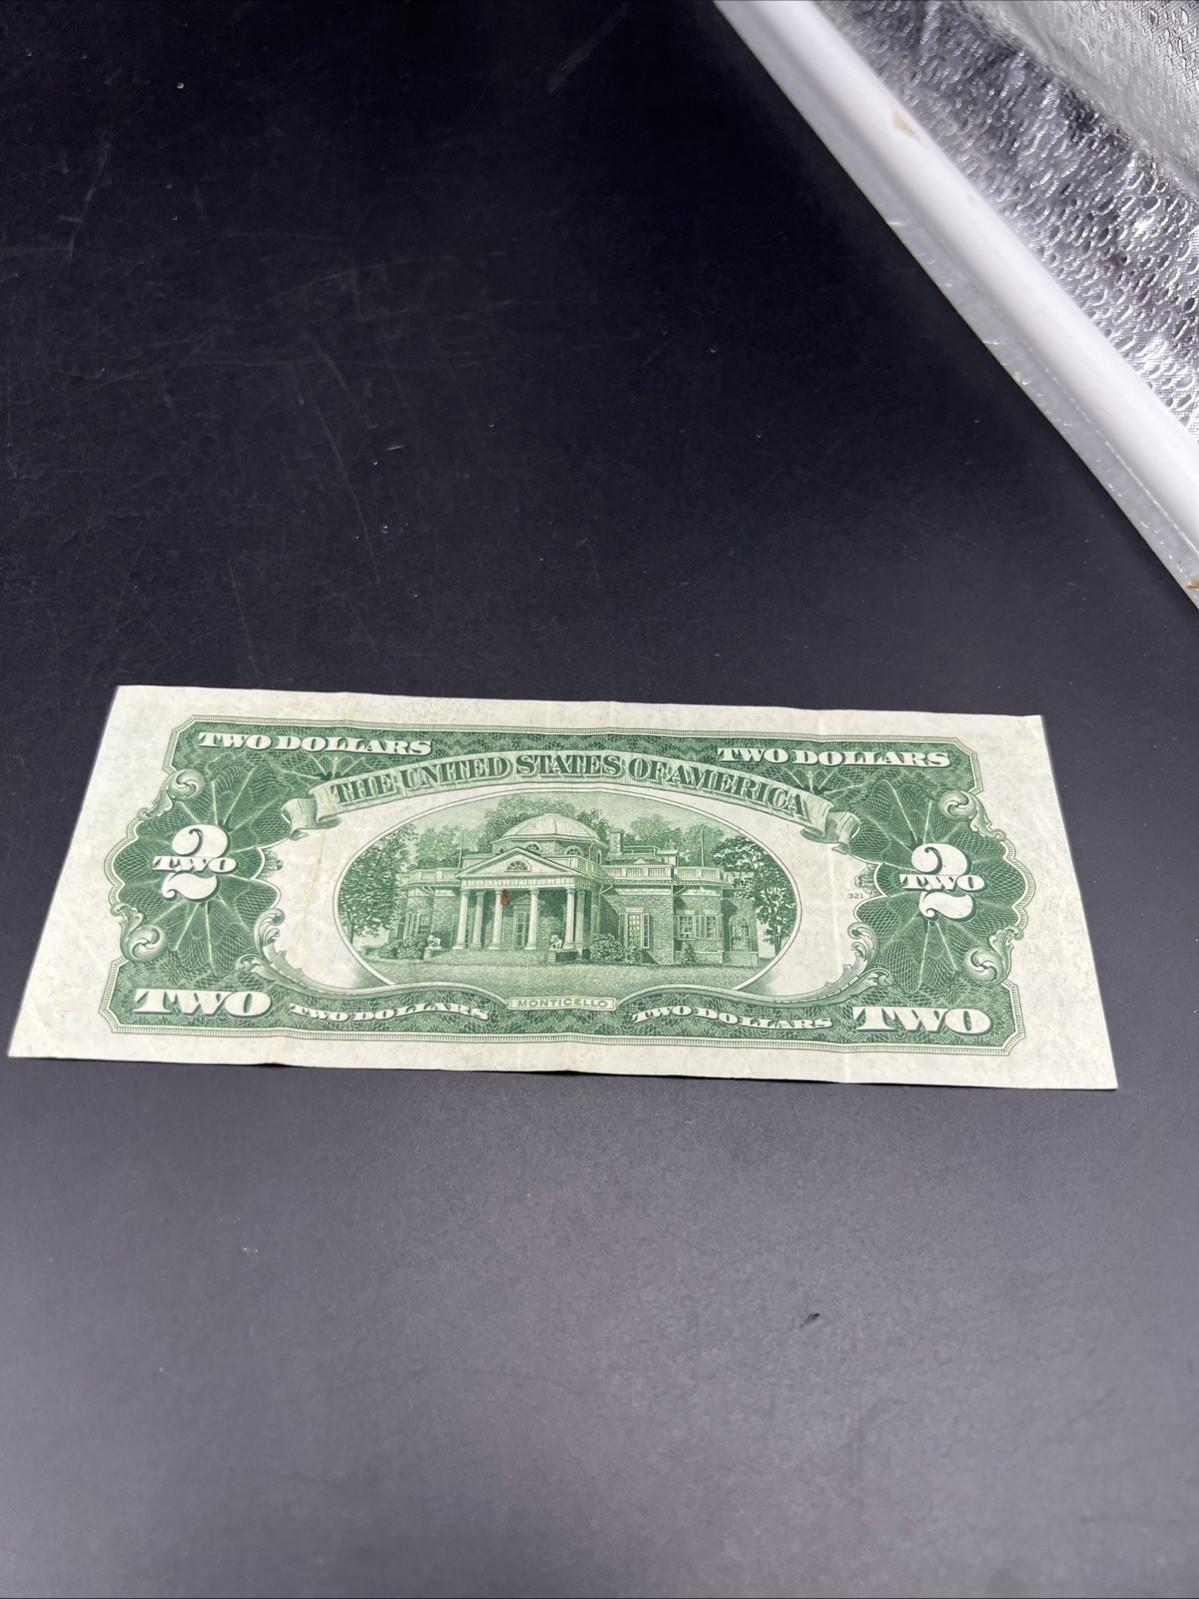 TWO DOLLARS TWO DOLLARS
THE UNITED STATES OF AMERICA
2 2
TWO TWO
321
MONTICELLO
TWO TWO DOLLARS TWO DOLLARS TWO